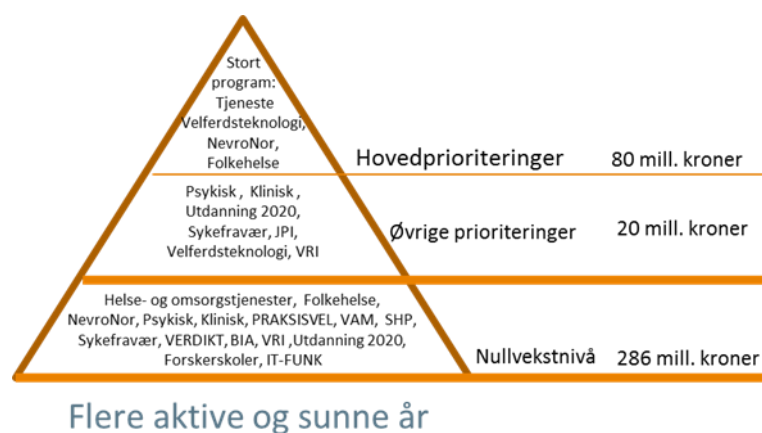 Stort
program:
Tjeneste
Velferdsteknologi,
NevroNor,
Folkehelse
Hovedprioriteringer 80 mill. kroner
Psykisk , Klinisk ,
Utdanning 2020,
Sykefravær, JPI,
Velferdsteknologi, VRI
Øvrige prioriteringer 20 mill. kroner
Helse- og omsorgstjenester, Folkehelse,
NevroNor, Psykisk, Klinisk, PRAKSISVEL, VAM, SHP,
Sykefravær, VERDIKT, BIA, VRI ,Utdanning 2020,
Forskerskoler, IT-FUNK
Nullvekstnivå 286 mill. kroner
Flere aktive og sunne år